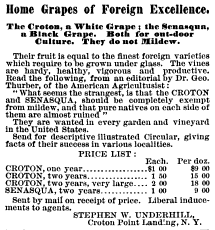 Home Grapes of Foreign Excellence.
The Croton, a White Grape; the Senasqua,
a Black Grape. Both for out-door
Culture. They do not Mildew.
Their fruit is equal to the finest foreign varieties
which require to be grown under glass. The vines
are hardy, healthy, vigorous and productive.
Read the following, from an editorial by Dr. Geo.
Thurber, of the American Agriculturist:
"What seems the strangest, is that the CROTON
and SENASQUA, should be completely exempt
from mildew, and that pure natives on each side of
them are almost ruined"
They are wanted in every garden and vineyard
in the United States.
Send for descriptive illustrated Circular, giving
facts of their success in various localities.
PRICE LIST:
Each. Per doz.
CROTON, one year $1 00 $9 00
CROTON, two years 1 50 15 00
CROTON, two years, very large 2 00 18 00
SENASQUA, two years 1 00 9 00
Sent by mail on receipt of price. Liberal induce-
ments to agents.
STEPHEN W. UNDERHILL,
Croton Point Landing, N. Y.